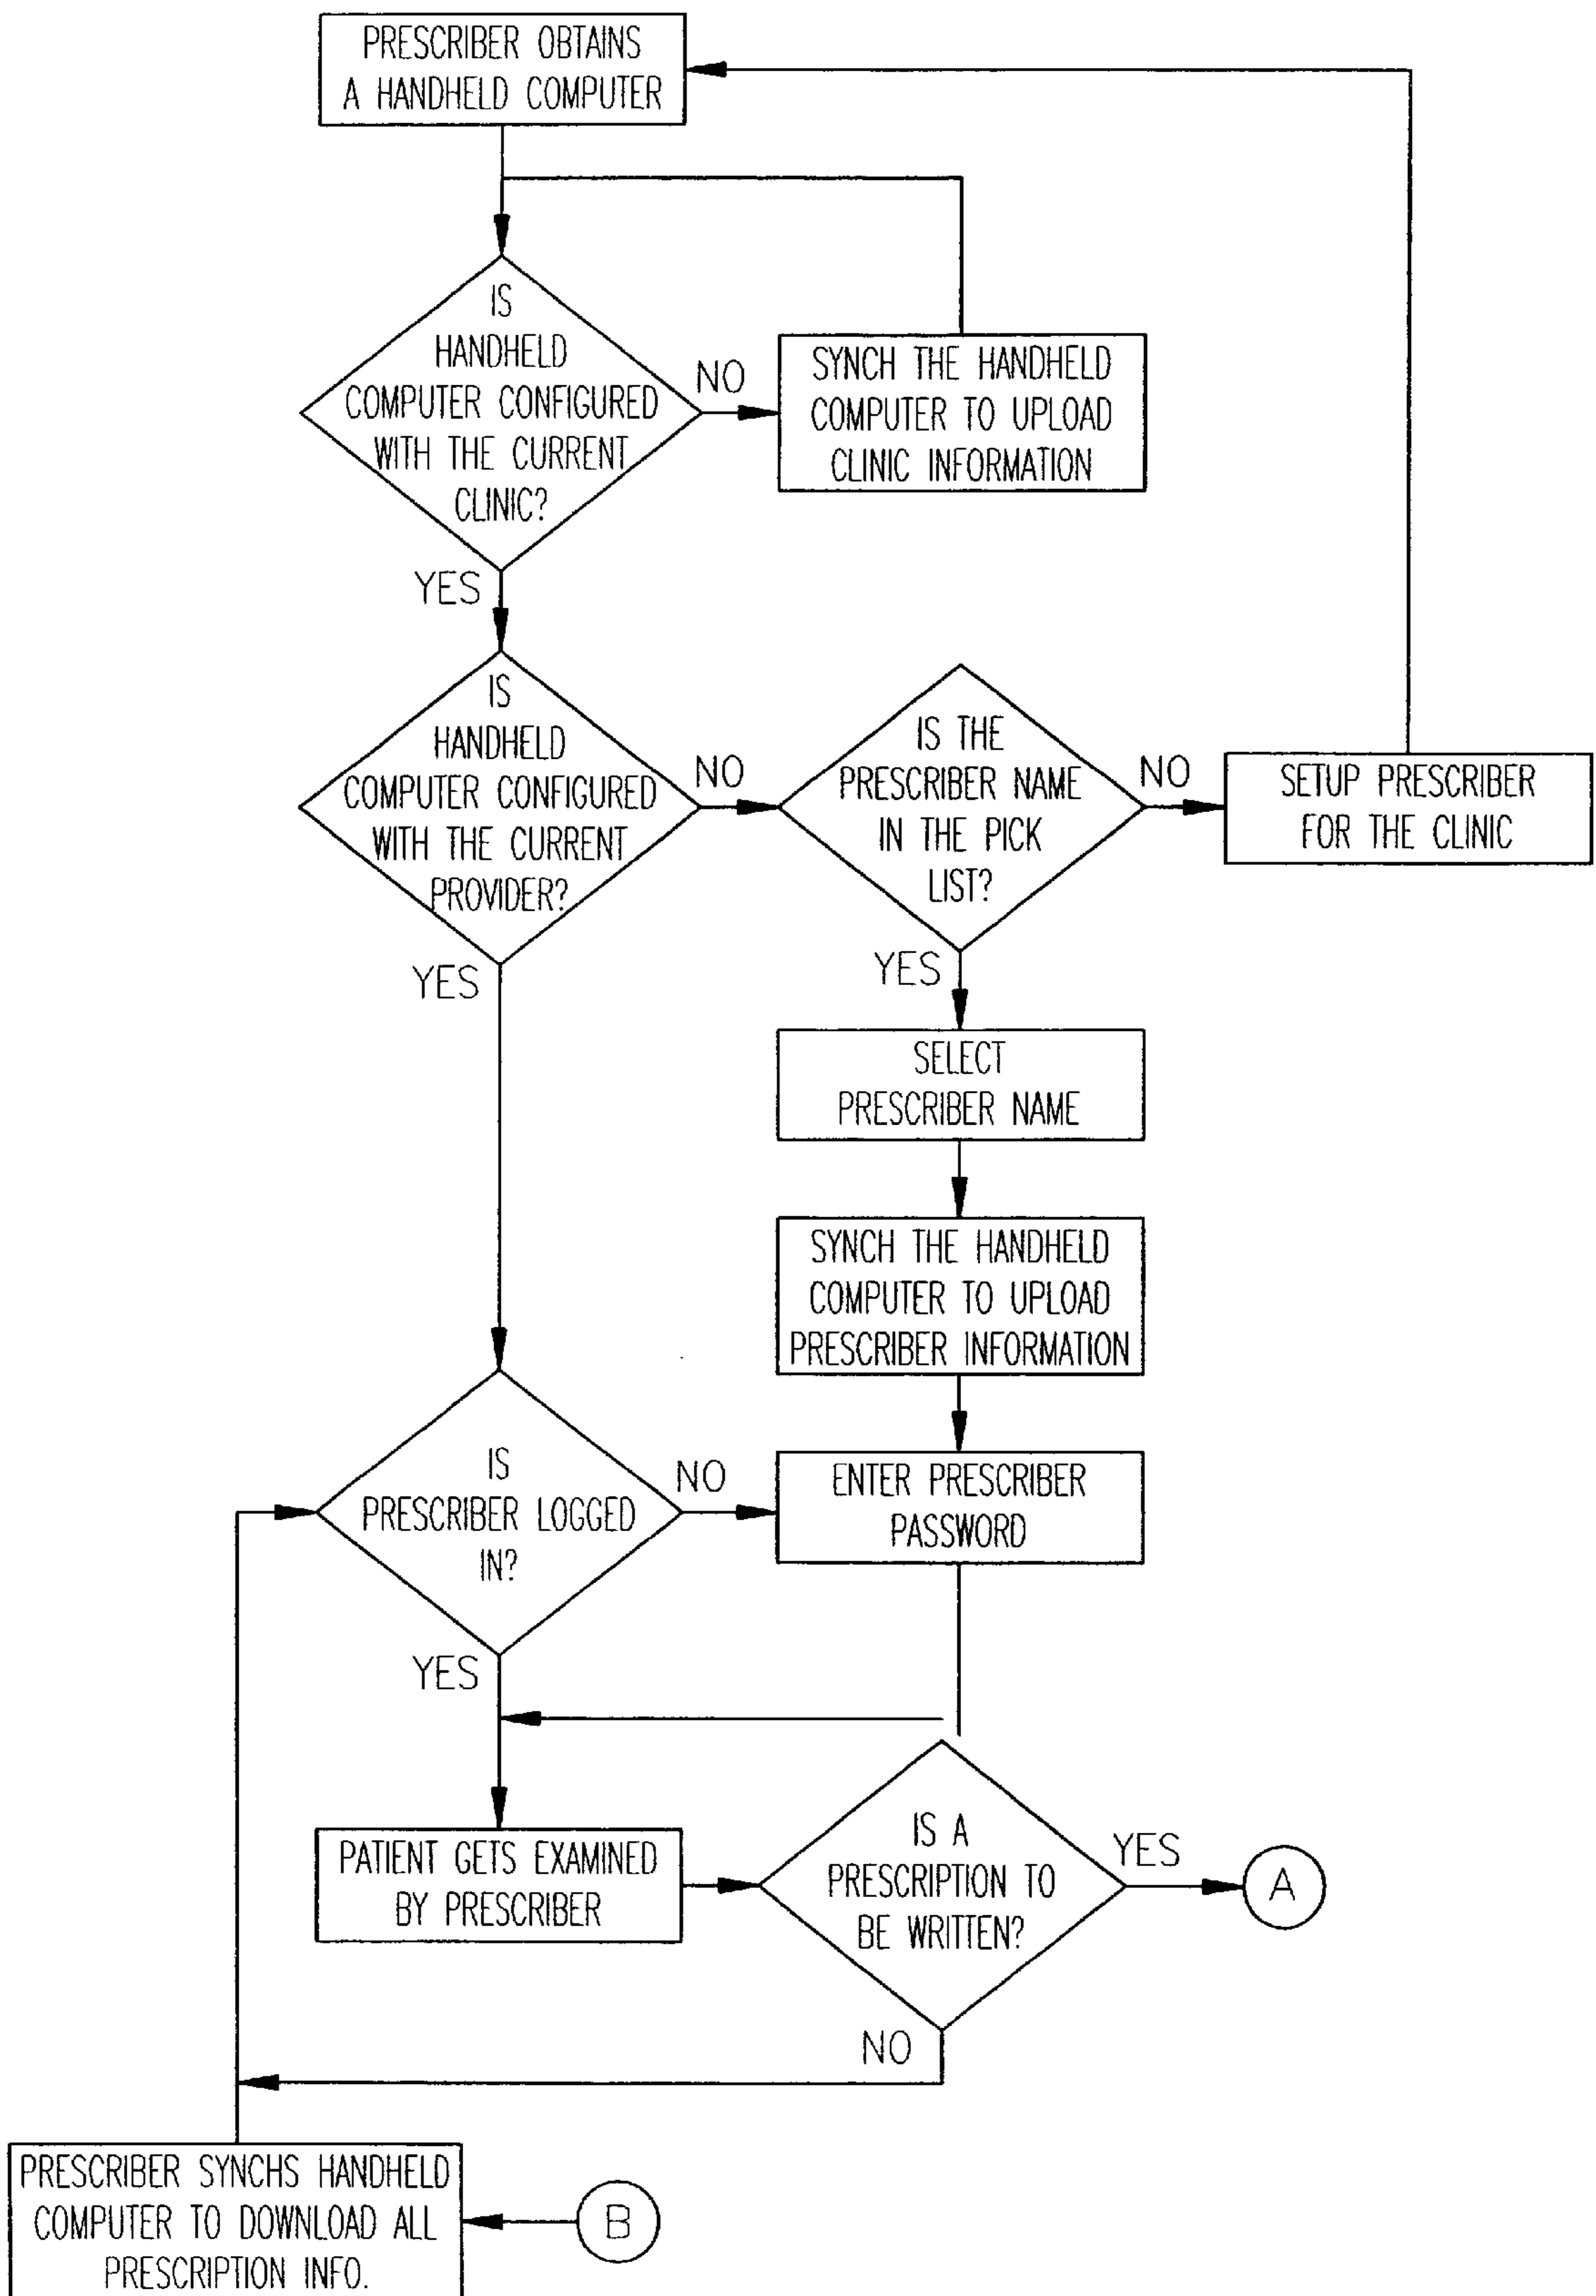 PRESCRIBER OBTAINS
A HANDHELD COMPUTER
IS
HANDHELD
COMPUTER CONFIGURED
WITH THE CURRENT
CLINIC?
NO
SYNCH THE HANDHELD
COMPUTER TO UPLOAD
CLINIC INFORMATION
YES
IS
HANDHELD
COMPUTER CONFIGURED
WITH THE CURRENT
PROVIDER?
NO
IS THE
PRESCRIBER NAME
IN THE PICK
LIST?
NO
SETUP PRESCRIBER
FOR THE CLINIC
YES
YES
SELECT
PRESCRIBER NAME
SYNCH THE HANDHELD
COMPUTER TO UPLOAD
PRESCRIBER INFORMATION
IS
PRESCRIBER LOGGED
IN?
NO
ENTER PRESCRIBER
PASSWORD
YES
PATIENT GETS EXAMINED
BY PRESCRIBER
IS A
PRESCRIPTION TO
BE WRITTEN?
YES
A
NO
PRESCRIBER SYNCHS HANDHELD
COMPUTER TO DOWNLOAD ALL
PRESCRIPTION INFO.
B